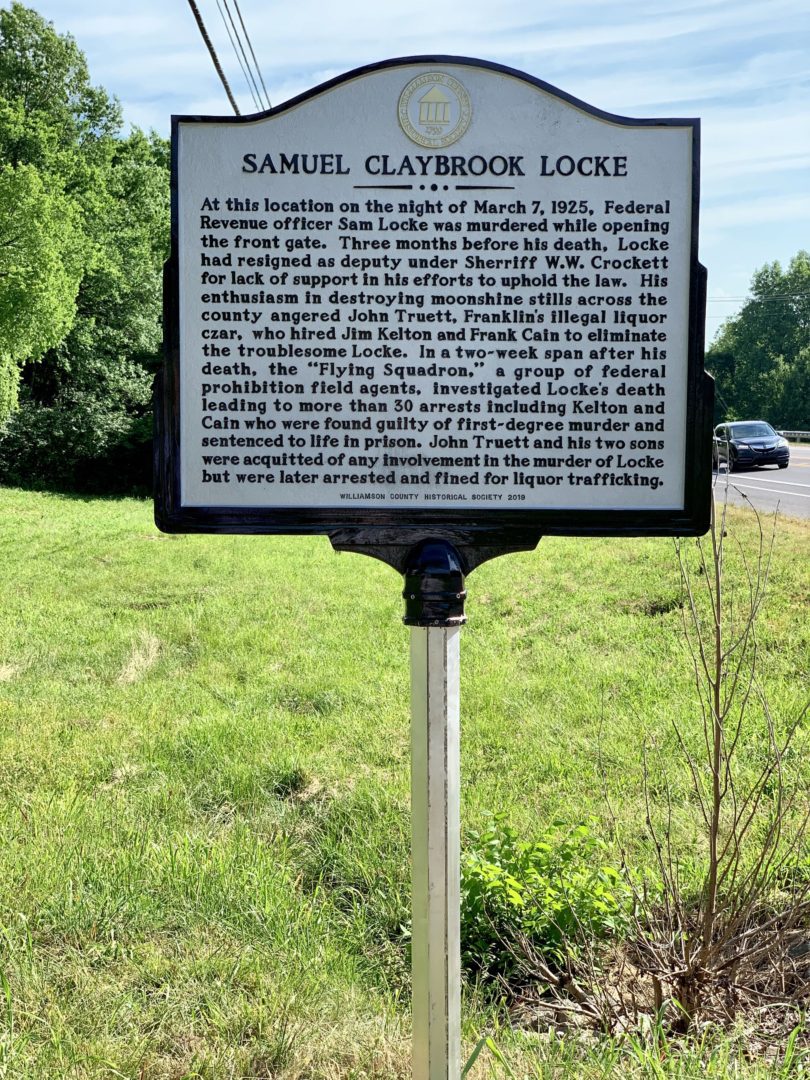 1799
SAMUEL CLAYBROOK LOCKE
At this location on the night of March 7, 1925, Federal
Revenue officer Sam Locke was murdered while opening
the front gate. Three months before his death, Locke
had resigned as deputy under Sherriff W.W. Crockett
for lack of support in his efforts to uphold the law. His
enthusiasm in destroying moonshine stills across the
county angered John Truett, Franklin's illegal liquor
czar, who hired Jim Kelton and Frank Cain to eliminate
the troublesome Locke. In a two-week span after his
death, the "Flying Squadron," a group of federal
prohibition field agents, investigated Locke's death
leading to more than 30 arrests including Kelton and
Cain who were found guilty of first-degree murder and
sentenced to life in prison. John Truett and his two sons
were acquitted of any involvement in the murder of Locke
but were later arrested and fined for liquor trafficking.
WILLIAMSON COUNTY HISTORICAL SOCIETY 2019